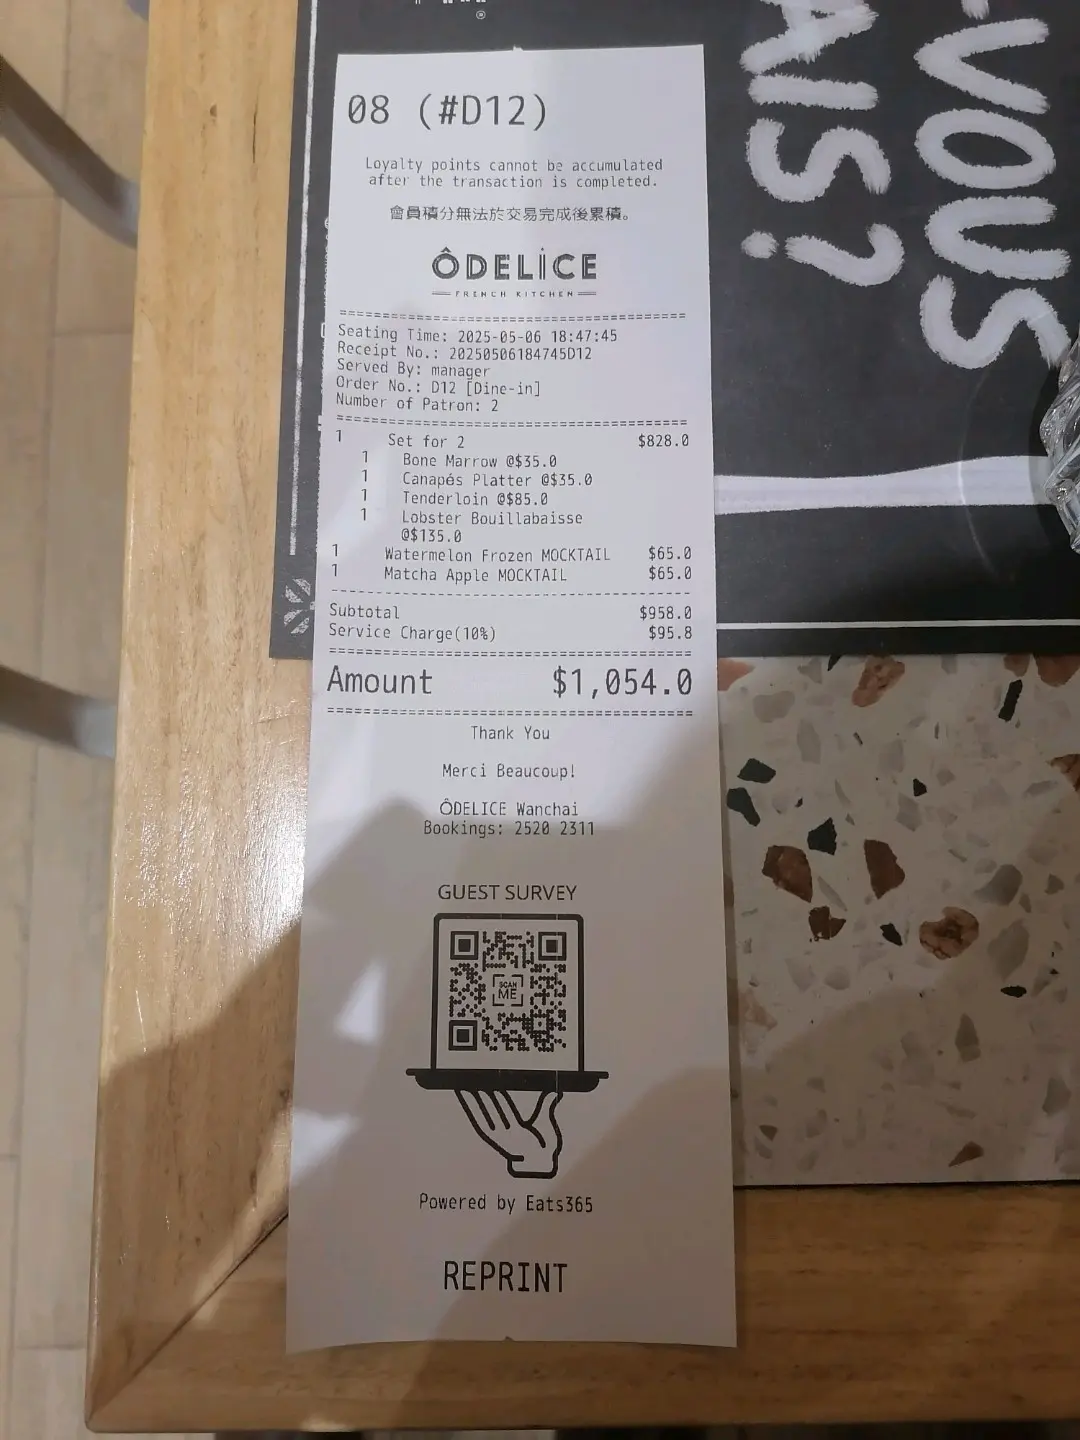 08 (#D12)
Loyalty points cannot be accumulated
after the transaction is completed.
會員積分無法於交易完成後累積。
ÔDELİCE
FRENCH KITCHEN
Seating Time: 2025-05-06 18:47:45
Receipt No.: 20250506184745D12
Served By: manager
Order No.: D12 [Dine-in]
Number of Patron: 2
1 Set for 2 $828.0
1 Bone Marrow @$35.0
1 Canapés Platter @$35.0
1 Tenderloin @$85.0
1 Lobster Bouillabaisse
@$135.0
1 Watermelon Frozen MOCKTAIL $65.0
1 Matcha Apple MOCKTAIL $65.0
Subtotal $958.0
Service Charge(10%) $95.8
Amount $1,054.0
Thank You
Merci Beaucoup!
ÔDELICE Wanchai
Bookings: 2520 2311
GUEST SURVEY
SCAN
ME
Powered by Eats365
REPRINT
-VOUS
AIS?